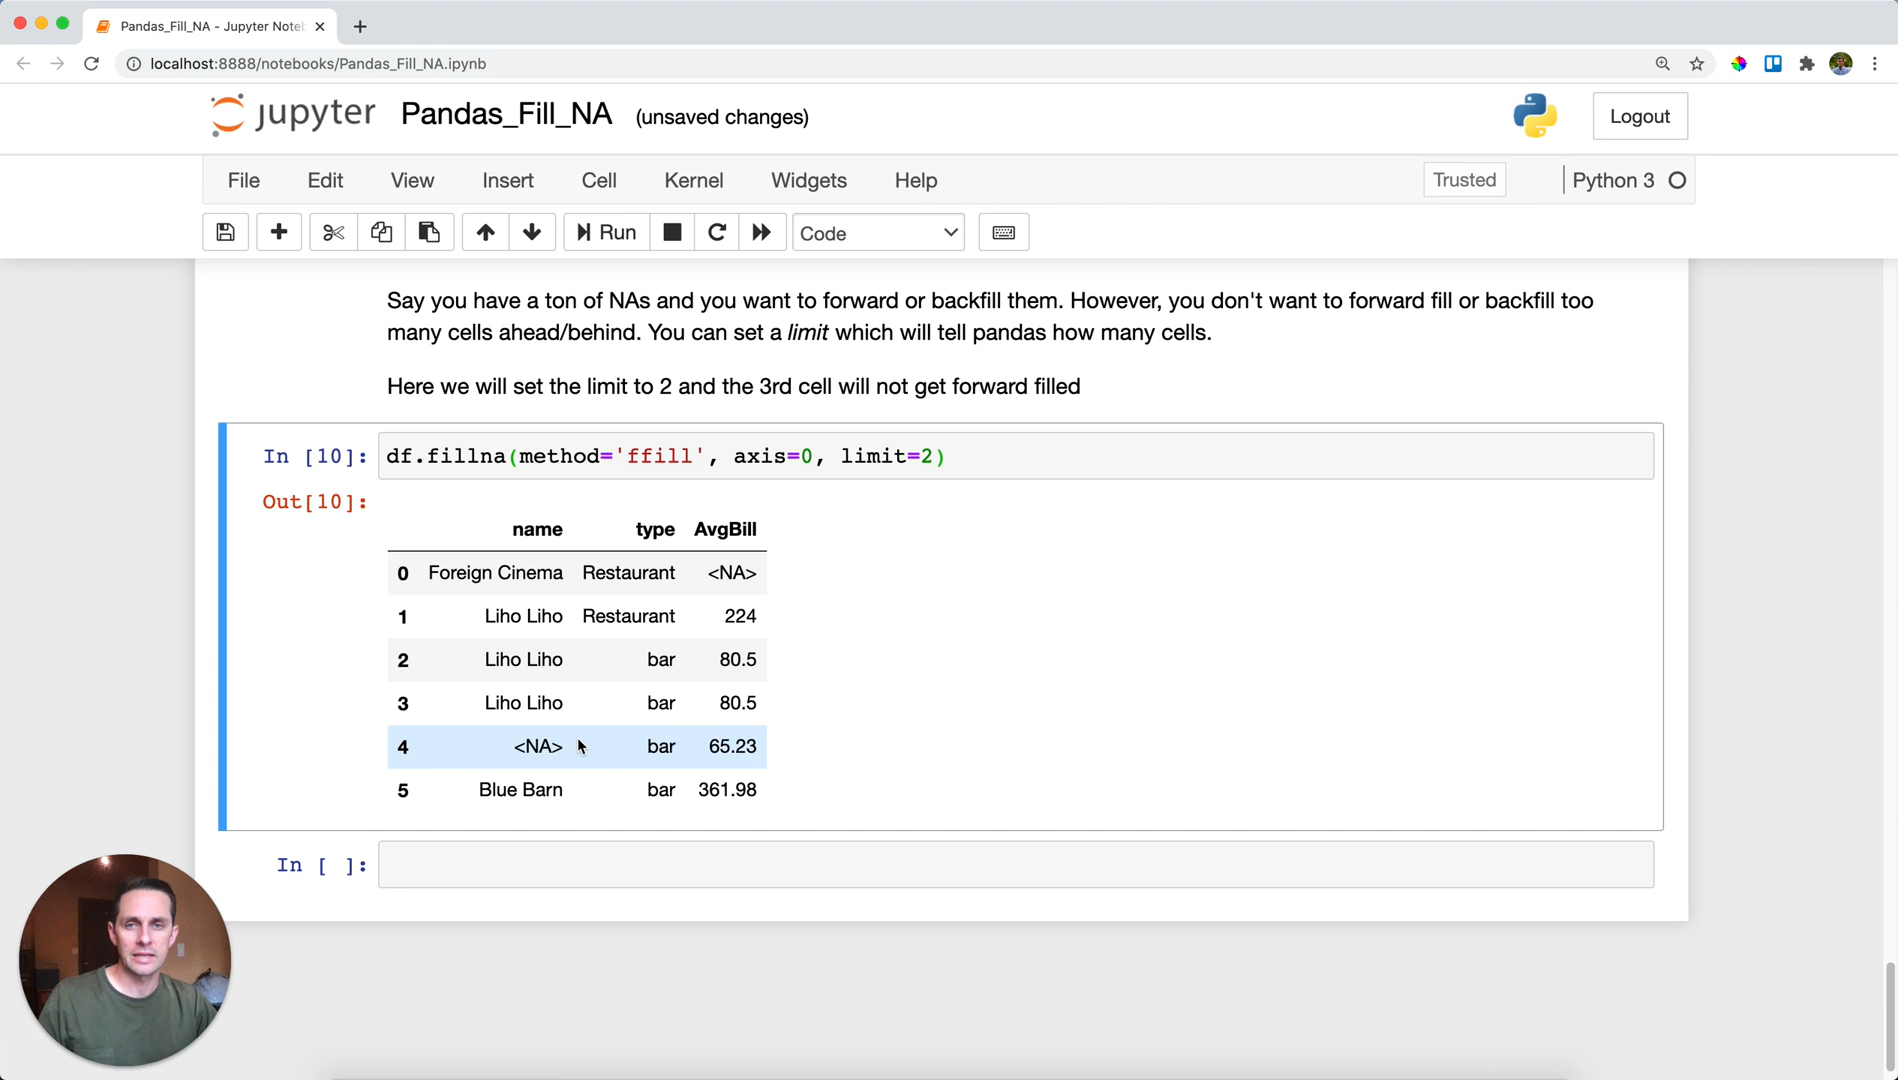 Pandas_Fill_NA - Jupyter Note
localhost:8888/notebooks/Pandas_Fill_NA.ipynb
jupyter Pandas_Fill_NA (unsaved changes) Logout
File Edit View Insert Cell Kernel Widgets Help Trusted Python 3
Run Code
Say you have a ton of NAs and you want to forward or backfill them. However, you don't want to forward fill or backfill too
many cells ahead/behind. You can set a limit which will tell pandas how many cells.
Here we will set the limit to 2 and the 3rd cell will not get forward filled
In [10]: df.fillna(method='ffill', axis=0, limit=2)
Out[10]:
name type AvgBill
0 Foreign Cinema Restaurant <NA>
1 Liho Liho Restaurant 224
2 Liho Liho bar 80.5
3 Liho Liho bar 80.5
4 <NA> bar 65.23
5 Blue Barn bar 361.98
In [ ]: